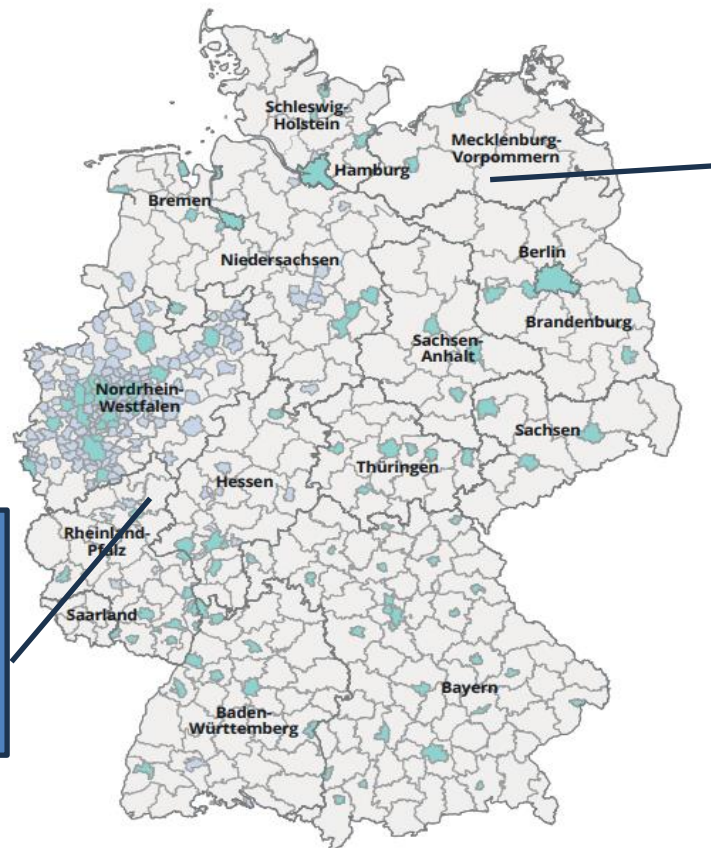 Schleswig-
Holstein
Mecklenburg-
Vorpommern
Hamburg
Bremen
Niedersachsen
Berlin
Brandenburg
Sachsen-
Anhalt
Nordrhein-
Westfalen
Sachsen
Thüringen
Hessen
Rheinland-
Pfalz
Saarland
Bayern
Baden-
Württemberg